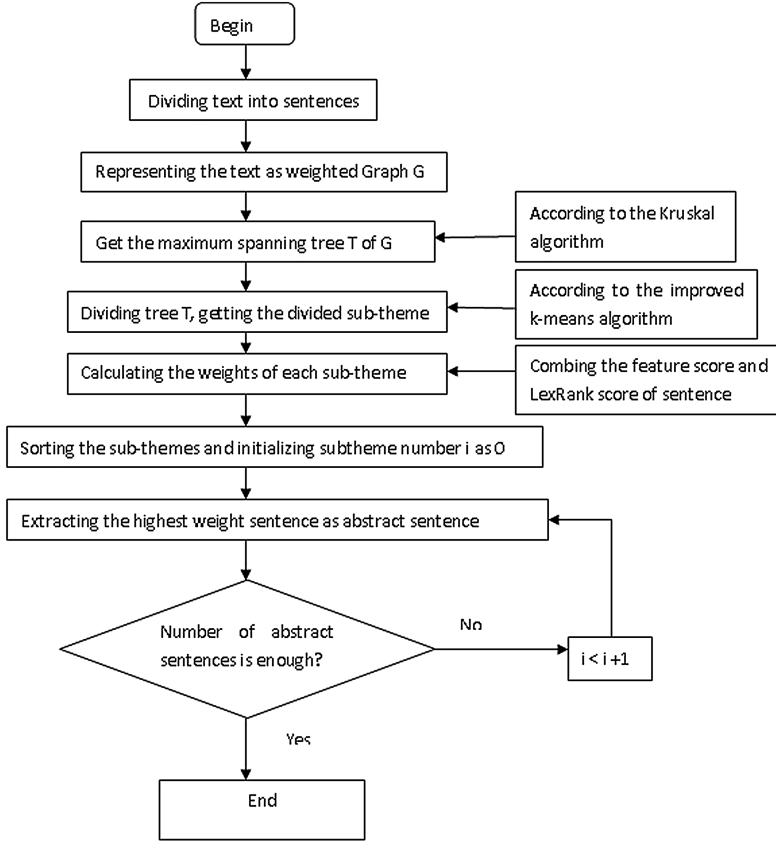 Begin
Dividing text into sentences
Representing the text as weighted Graph G
Get the maximum spanning tree T of G
According to the Kruskal
algorithm
Dividing tree T, getting the divided sub-theme
According to the improved
k-means algorithm
Calculating the weights of each sub-theme
Combing the feature score and
LexRank score of sentence
Sorting the sub-themes and initializing subtheme number i as 0
Extracting the highest weight sentence as abstract sentence
Number of abstract
sentences is enough?
No
i < i +1
Yes
End